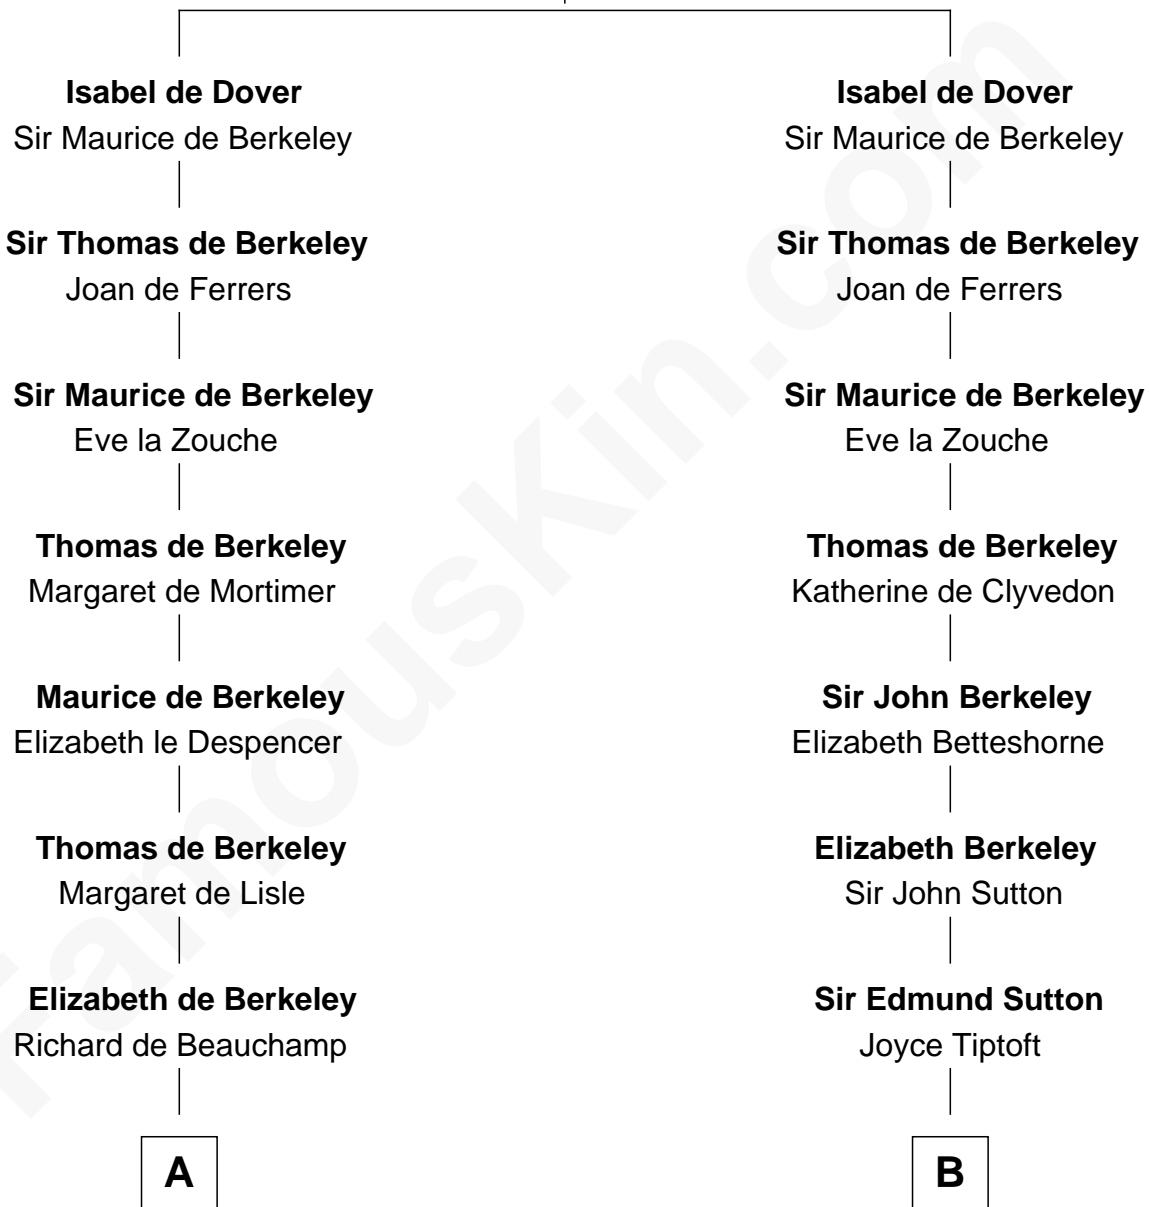 Isabel de Dover
Sir Maurice de Berkeley
Sir Thomas de Berkeley
Joan de Ferrers
Sir Maurice de Berkeley
Eve la Zouche
Thomas de Berkeley
Margaret de Mortimer
Maurice de Berkeley
Elizabeth le Despencer
Thomas de Berkeley
Margaret de Lisle
Elizabeth de Berkeley
Richard de Beauchamp
A
Isabel de Dover
Sir Maurice de Berkeley
Sir Thomas de Berkeley
Joan de Ferrers
Sir Maurice de Berkeley
Eve la Zouche
Thomas de Berkeley
Katherine de Clyvedon
Sir John Berkeley
Elizabeth Betteshorne
Elizabeth Berkeley
Sir John Sutton
Sir Edmund Sutton
Joyce Tiptoft
B
FamousKin.com